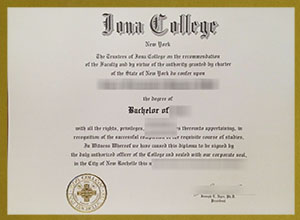 Iona College
New York
The Trustees of Iona College on the recommendation
of the Faculty and by virtue of the authority granted by charter
of the State of New York do confer upon
the degree of
Bachelor of
with all the rights, privileges, thereunto appertaining, in
recognition of the successful of the requisite course of studies.
In Witness Whereof we have caused this diploma to be signed by
the duly authorized officer of the College and sealed with our corporate seal,
in the City of New Rochelle this
President